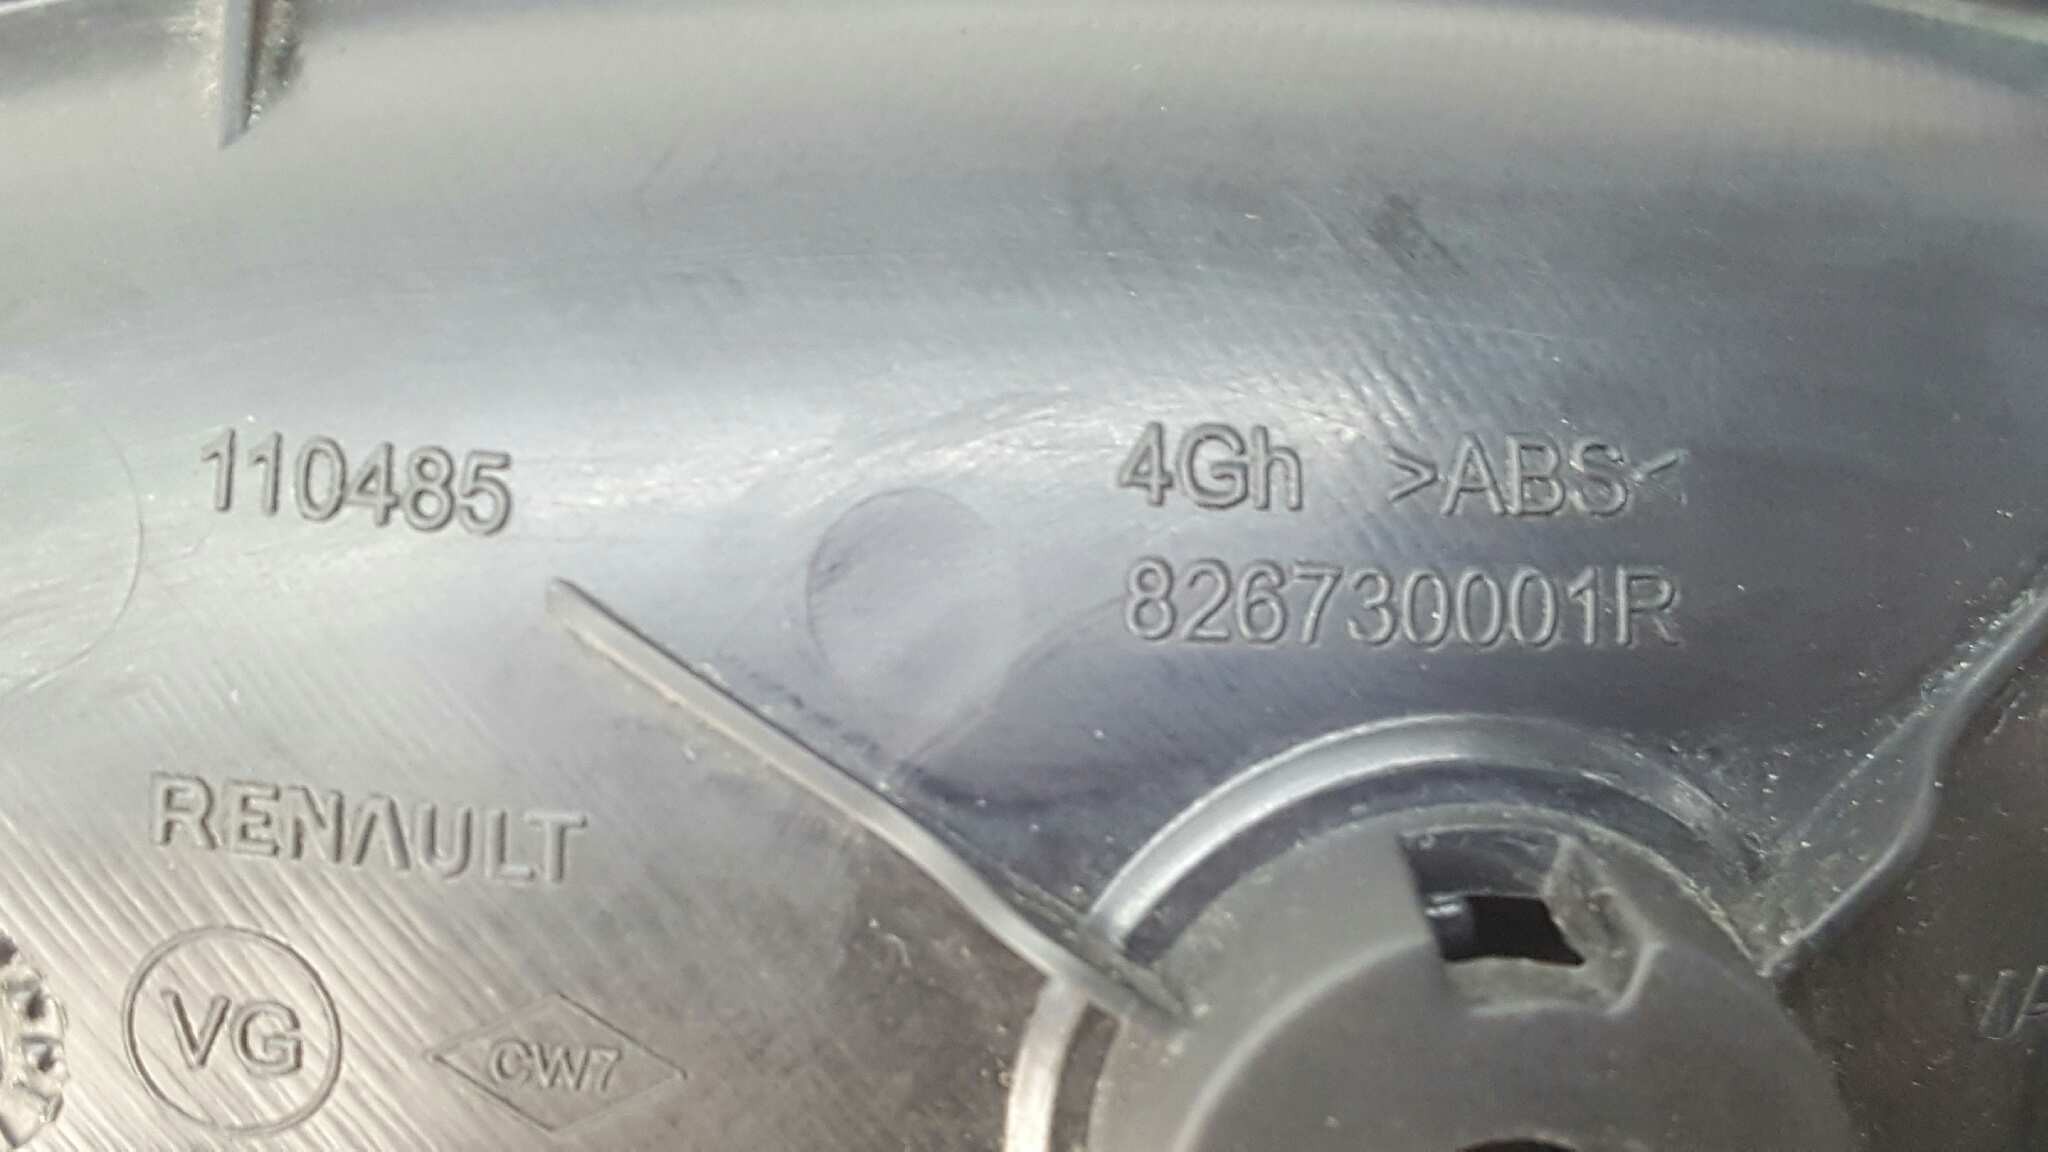 110485
4Gh >ABS<
826730001R
RENAULT
VG
CW7